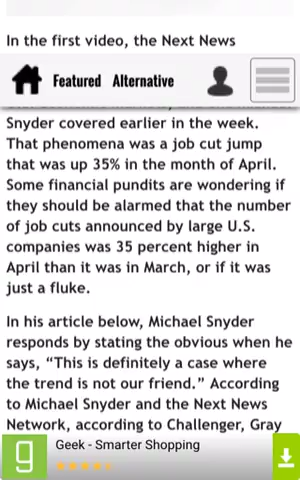 In the first video, the Next News
Featured Alternative
Snyder covered earlier in the week.
That phenomena was a job cut jump
that was up 35% in the month of April.
Some financial pundits are wondering if
they should be alarmed that the number
of job cuts announced by large U.S.
companies was 35 percent higher in
April than it was in March, or if it was
just a fluke.
In his article below, Michael Snyder
responds by stating the obvious when he
says, “This is definitely a case where
the trend is not our friend.” According
to Michael Snyder and the Next News
Network, according to Challenger, Gray
g
Geek - Smarter Shopping